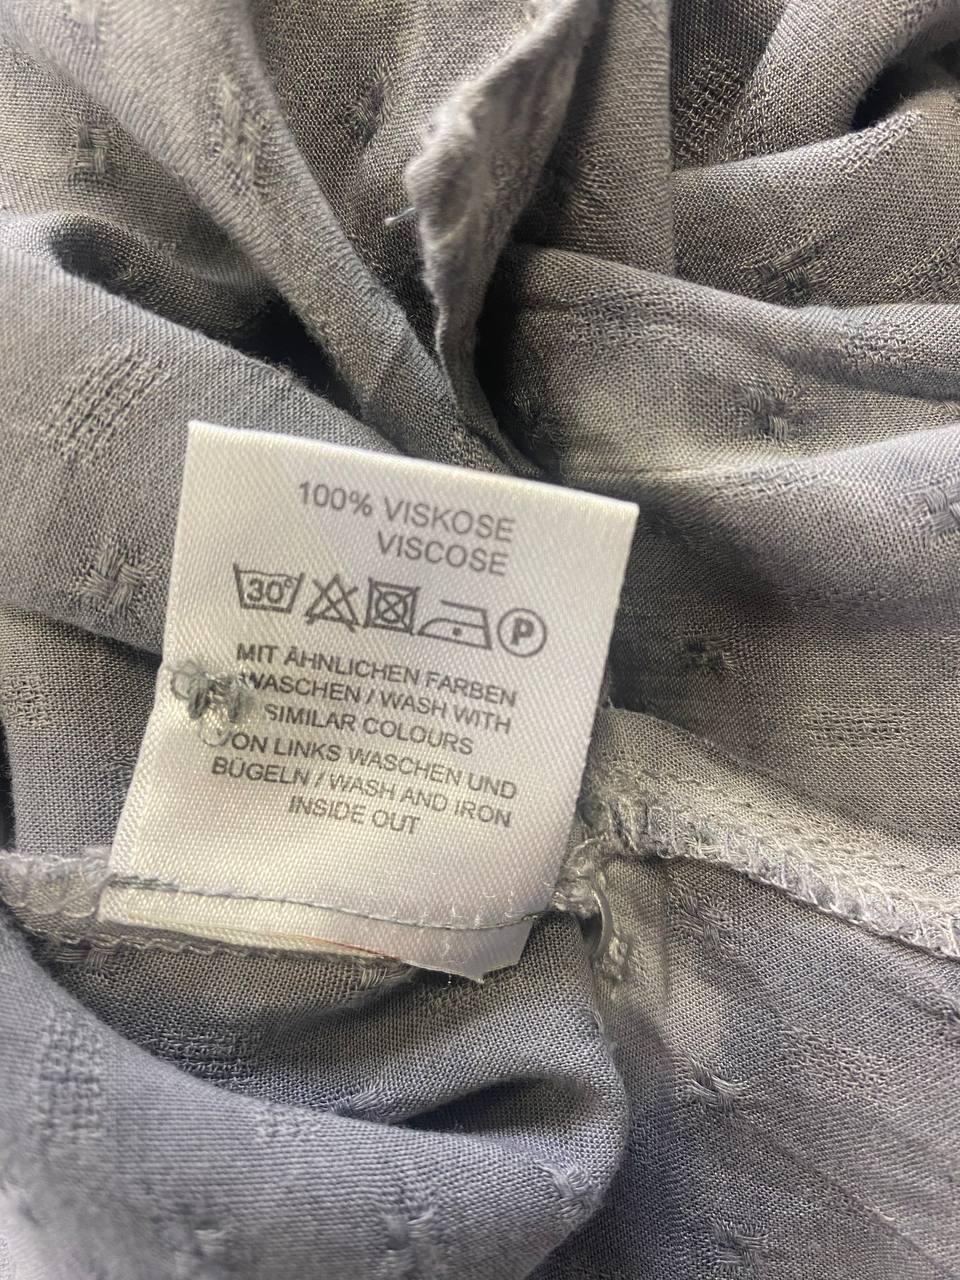 100% VISKOSE
VISCOSE
30°
P
MIT ÄHNLICHEN FARBEN
WASCHEN / WASH WITH
SIMILAR COLOURS
VON LINKS WASCHEN UND
BÜGELN / WASH AND IRON
INSIDE OUT